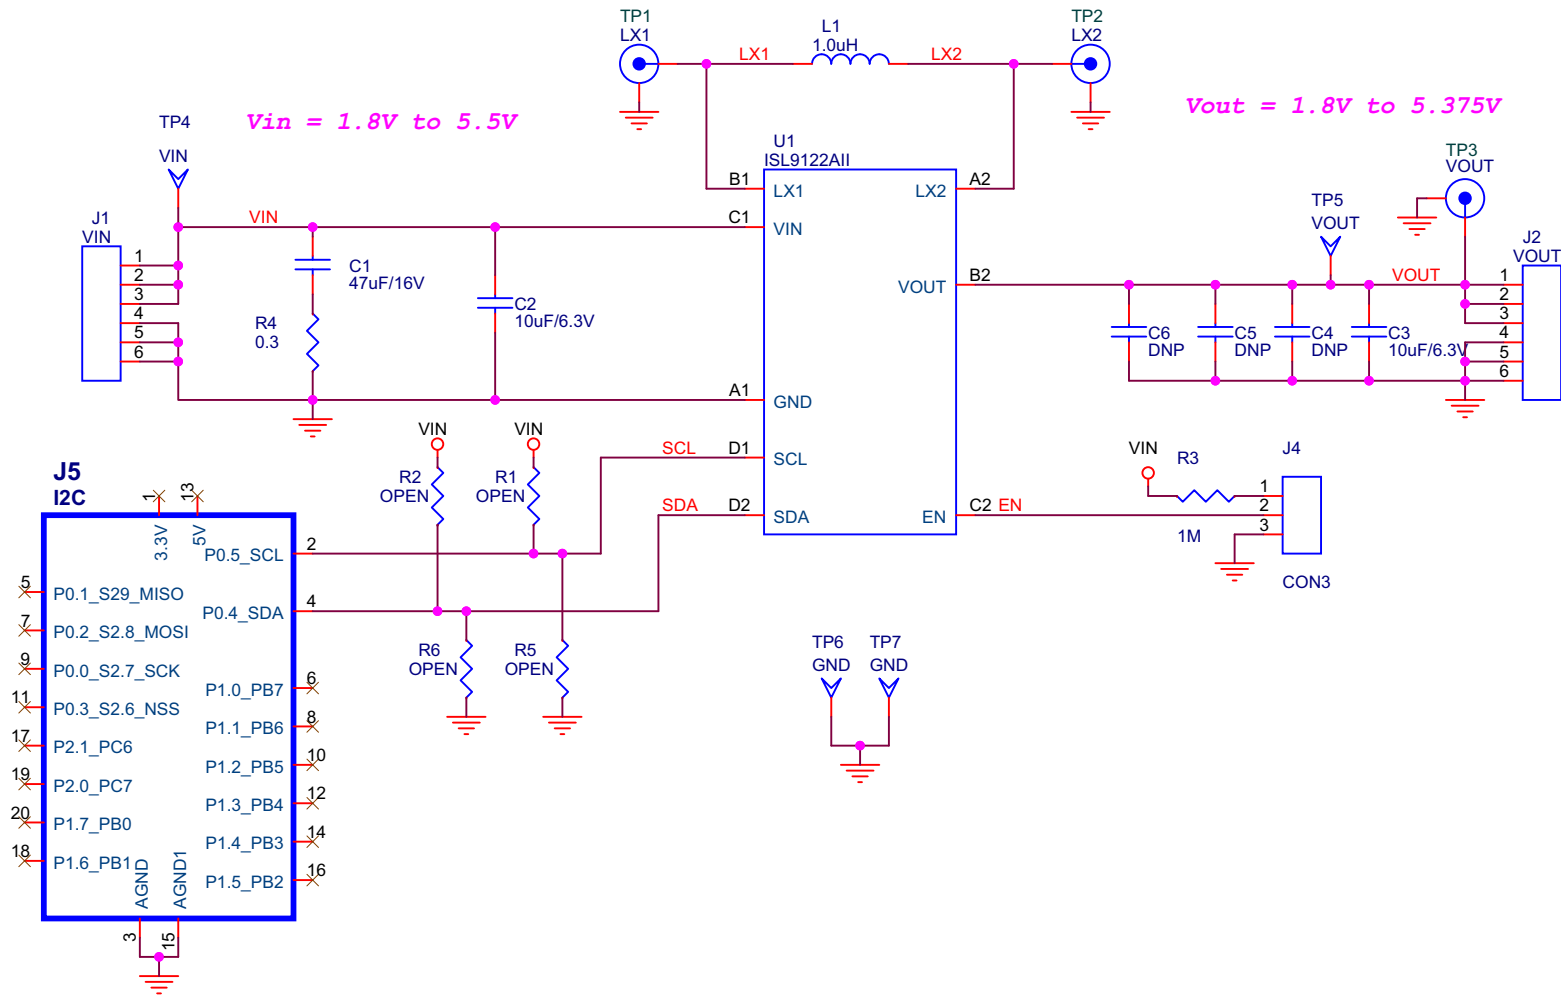 TP1
LX1
LX1
L1
1.0uH
LX2
TP2
LX2
Vin = 1.8V to 5.5V
Vout = 1.8V to 5.375V
TP4
VIN
J1
VIN
1
2
3
4
5
6
VIN
C1
47uF/16V
R4
0.3
C2
10uF/6.3V
U1
ISL9122AII
B1
LX1
C1
VIN
A1
GND
D1
SCL
D2
SDA
LX2
A2
VOUT
B2
EN
C2
EN
SCL
SDA
TP3
VOUT
TP5
VOUT
VOUT
J2
VOUT
1
2
3
4
5
6
C6
DNP
C5
DNP
C4
DNP
C3
10uF/6.3V
VIN
R2
OPEN
VIN
R1
OPEN
R6
OPEN
R5
OPEN
VIN
R3
1M
J4
1
2
3
CON3
TP6
GND
TP7
GND
J5
I2C
1
3.3V
13
5V
P0.5_SCL
2
P0.4_SDA
4
5
P0.1_S29_MISO
7
P0.2_S2.8_MOSI
9
P0.0_S2.7_SCK
11
P0.3_S2.6_NSS
17
P2.1_PC6
19
P2.0_PC7
20
P1.7_PB0
18
P1.6_PB1
P1.0_PB7
6
P1.1_PB6
8
P1.2_PB5
10
P1.3_PB4
12
P1.4_PB3
14
P1.5_PB2
16
AGND
3
AGND1
15